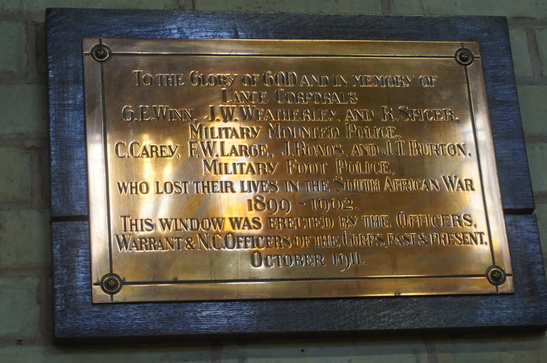 TO THE GLORY OF GOD AND IN MEMORY OF
LANCE CORPORALS
G.E. WINN, J.W. WEATHERLEY, AND R. SPICER.
MILITARY MOUNTED POLICE.
C. CAREY, F.W. LARGE, J. ROADS, AND J.T. BURTON.
MILITARY FOOT POLICE.
WHO LOST THEIR LIVES IN THE SOUTH AFRICAN WAR
1899 - 1902.
THIS WINDOW WAS ERECTED BY THE OFFICERS,
WARRANT & N.C. OFFICERS OF THE CORPS, PAST & PRESENT.
OCTOBER 1911.